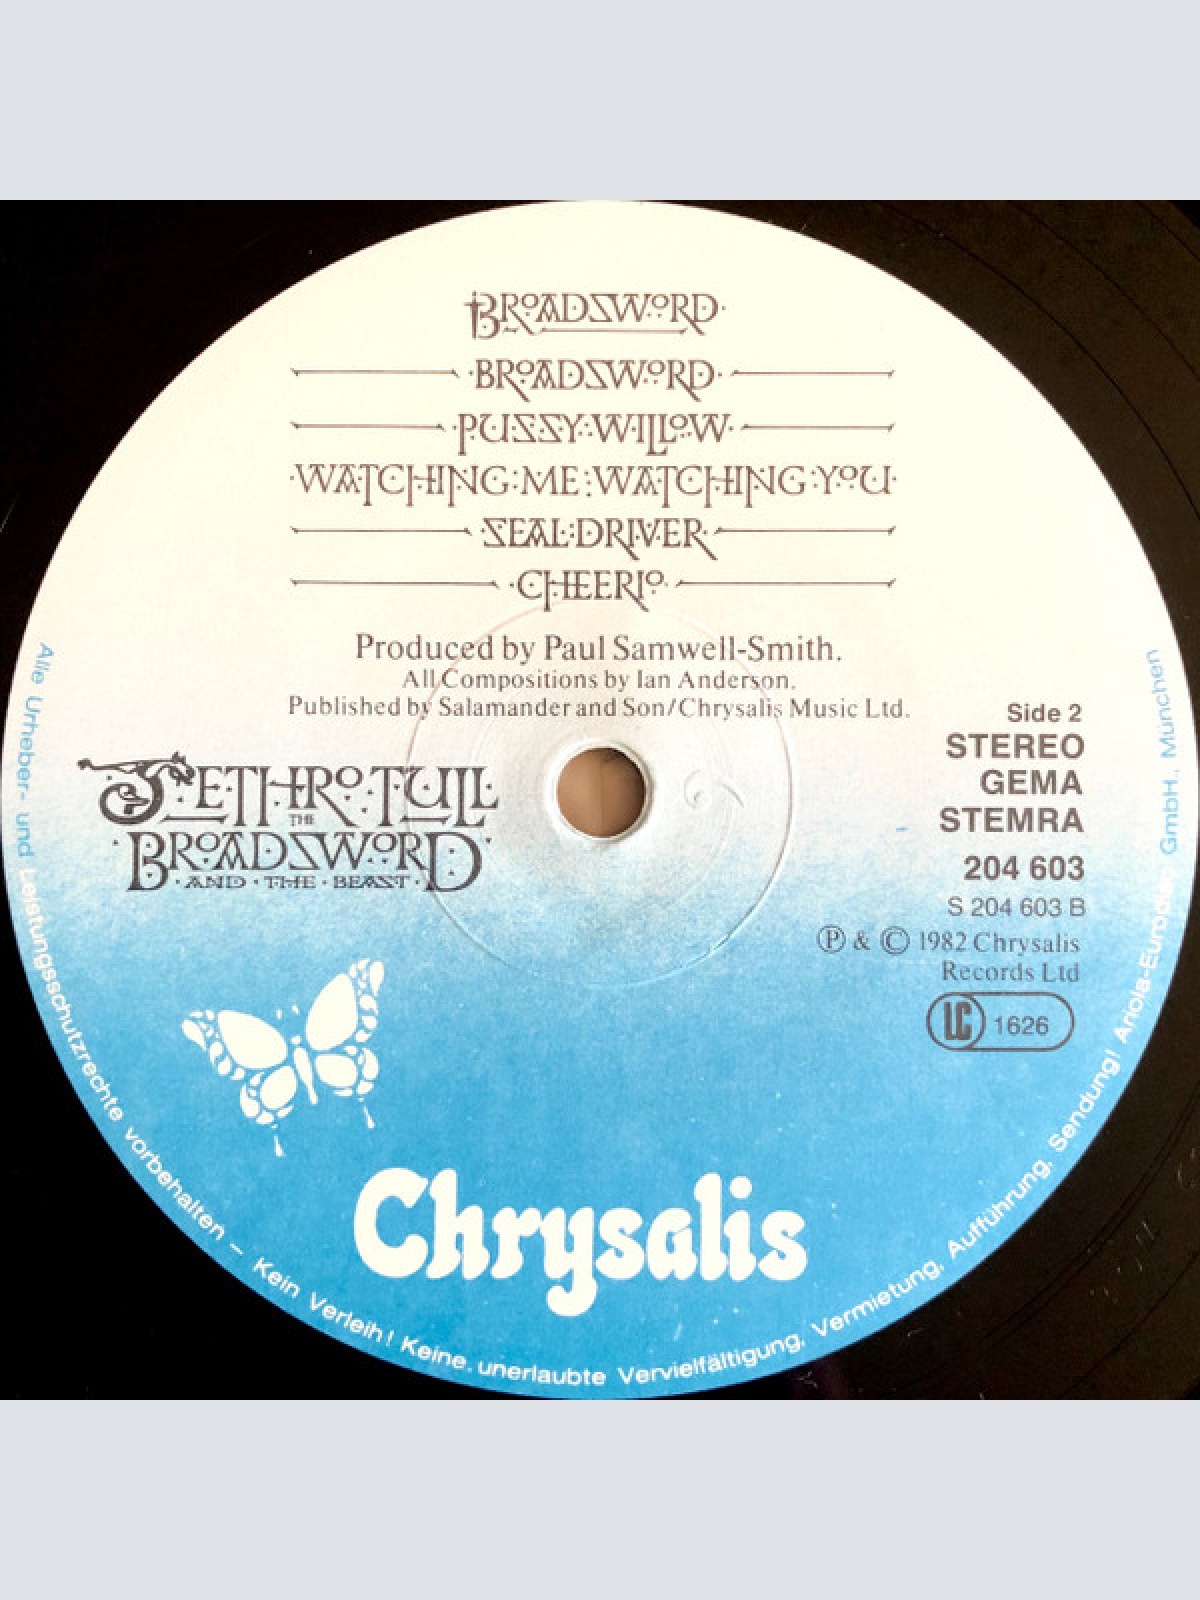 BROADSWORD
BROADSWORD
PUSSY WILLOW
WATCHING ME WATCHING YOU
SEAL DRIVER
CHEERIO
Produced by Paul Samwell-Smith.
All Compositions by Ian Anderson.
Published by Salamander and Son/Chrysalis Music Ltd.
Side 2
STEREO
GEMA
STEMRA
204 603
S 204 603 B
Ⓟ & © 1982 Chrysalis
Records Ltd
LC 1626
JETHRO TULL
THE
BROADSWORD
AND · THE · BEAST
Chrysalis
Alle Urheber- und Leistungsschutzrechte vorbehalten – Kein Verleih! Keine unerlaubte Vervielfältigung, Vermietung, Aufführung, Sendung! Ariola-Eurodisc GmbH., München